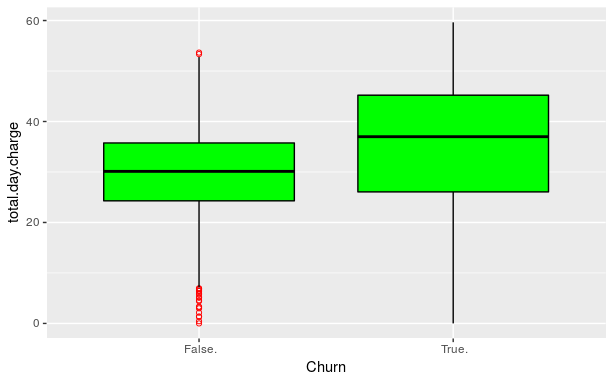 60
40
20
0
total.day.charge
False.
True.
Churn